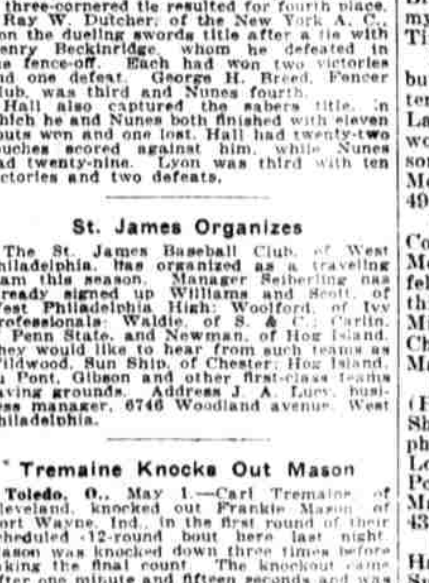 three-cornered tie resulted for fourth place.
Ray W. Dutcher, of the New York A. C.,
on the dueling swords title after a tie with
enry Beckinridge, whom he defeated in
e fence-off. Each had won two victories
nd one defeat. George H. Breed, Fencer
lub, was third and Nunes fourth.
Hall also captured the sabers title, in
hich he and Nunes both finished with eleven
outs won and one lost. Hall had twenty-two
ouches scored against him, while Nunes
ad twenty-nine. Lyon was third with ten
ictories and two defeats.
St. James Organizes
The St. James Baseball Club, of West
hiladelphia, has organized as a traveling
eam this season. Manager Seiberling has
ready signed up Williams and Scott, of
est Philadelphia High; Woolford, of Ivy
rofessionals; Waldie, of S. & C.; Carlin,
f Penn State, and Newman, of Hog Island.
hey would like to hear from such teams as
ildwood, Sun Ship, of Chester; Hog Island,
u Pont, Gibson and other first-class teams
aving grounds. Address J. A. Lucy, busi-
ess manager, 6746 Woodland avenue, West
hiladelphia.
Tremaine Knocks Out Mason
Toledo, O., May 1.—Carl Tremaine, of
leveland, knocked out Frankie Mason, of
ort Wayne, Ind., in the first round of their
cheduled 12-round bout here last night.
ason was knocked down three times before
aking the final count. The knockout came
fter one minute and fifteen seconds and as